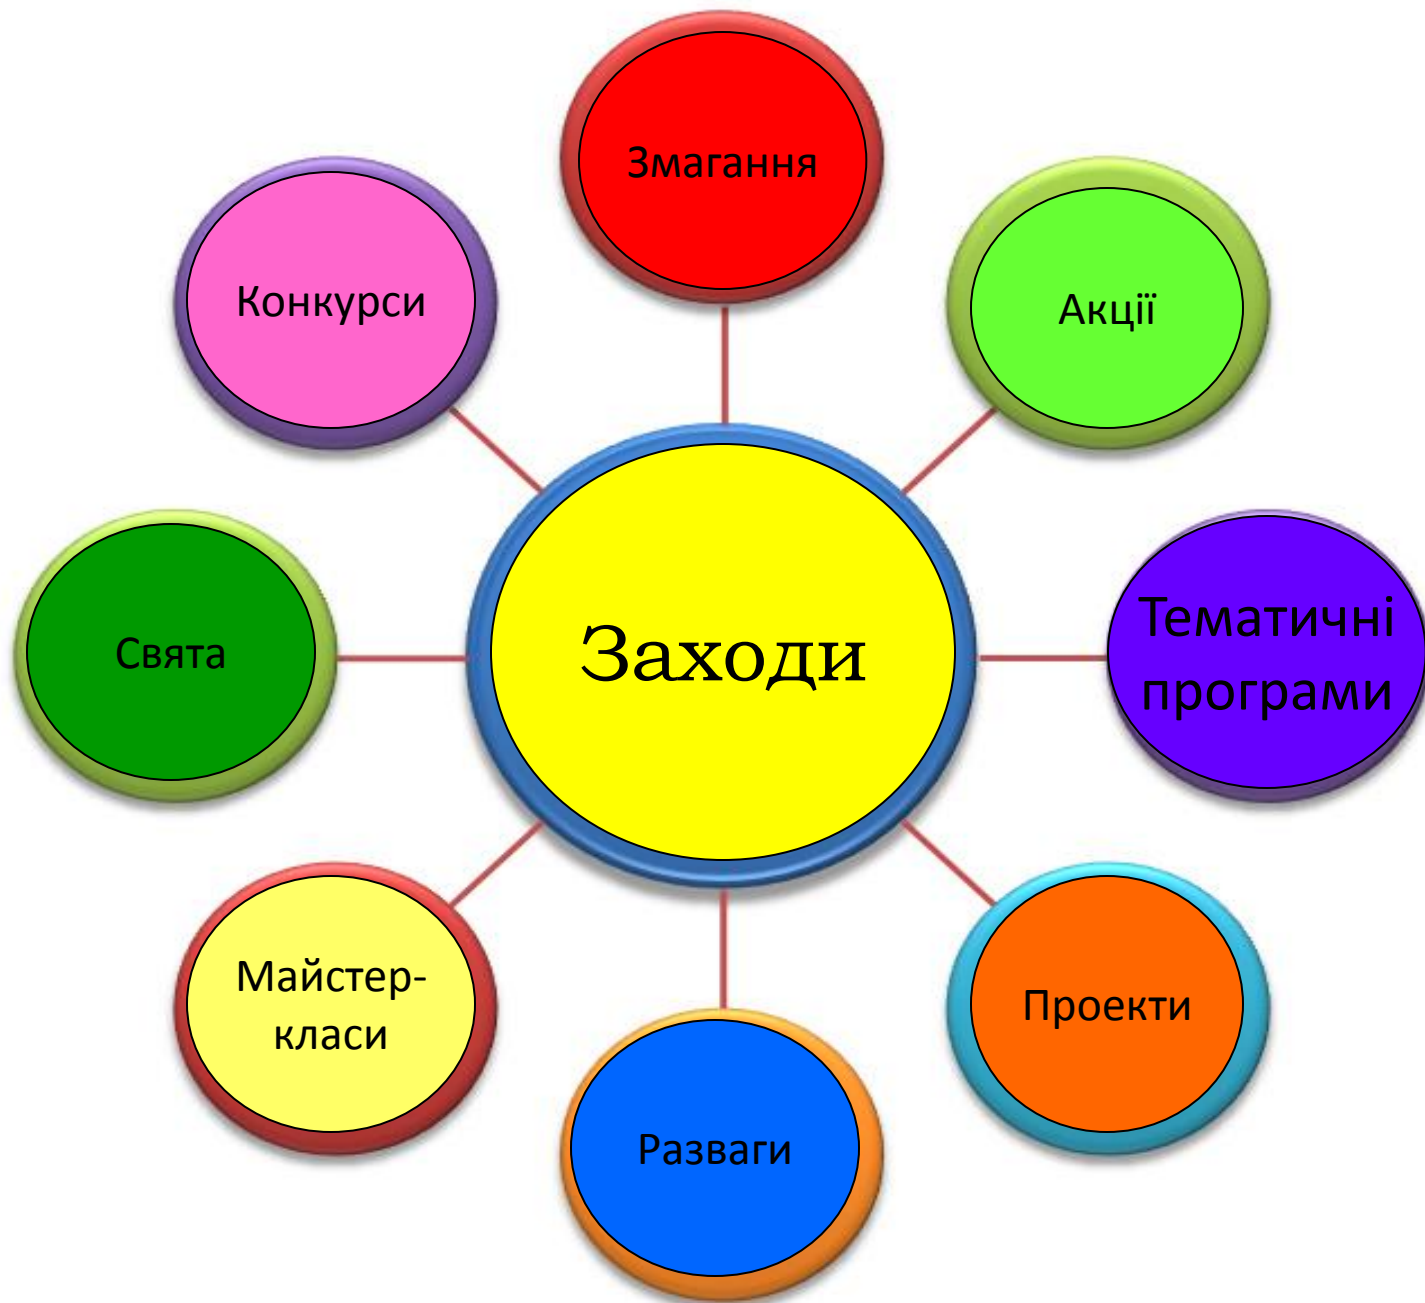 Змагання
Конкурси
Акції
Тематичні
програми
Свята
Заходи
Майстер-
класи
Проекти
Разваги